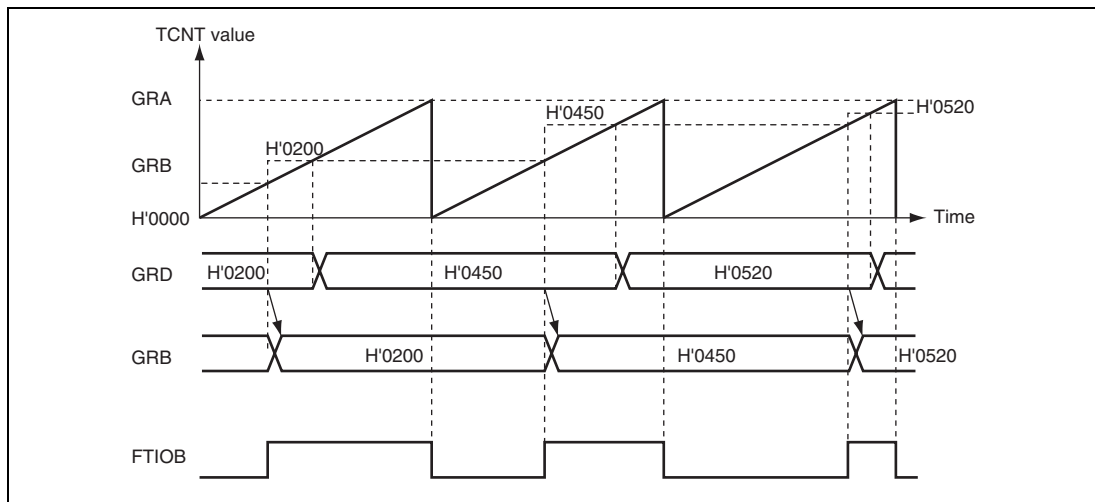 TCNT value
GRA
H'0450
H'0520
H'0200
GRB
H'0000
Time
GRD
H'0200
H'0450
H'0520
GRB
H'0200
H'0450
H'0520
FTIOB